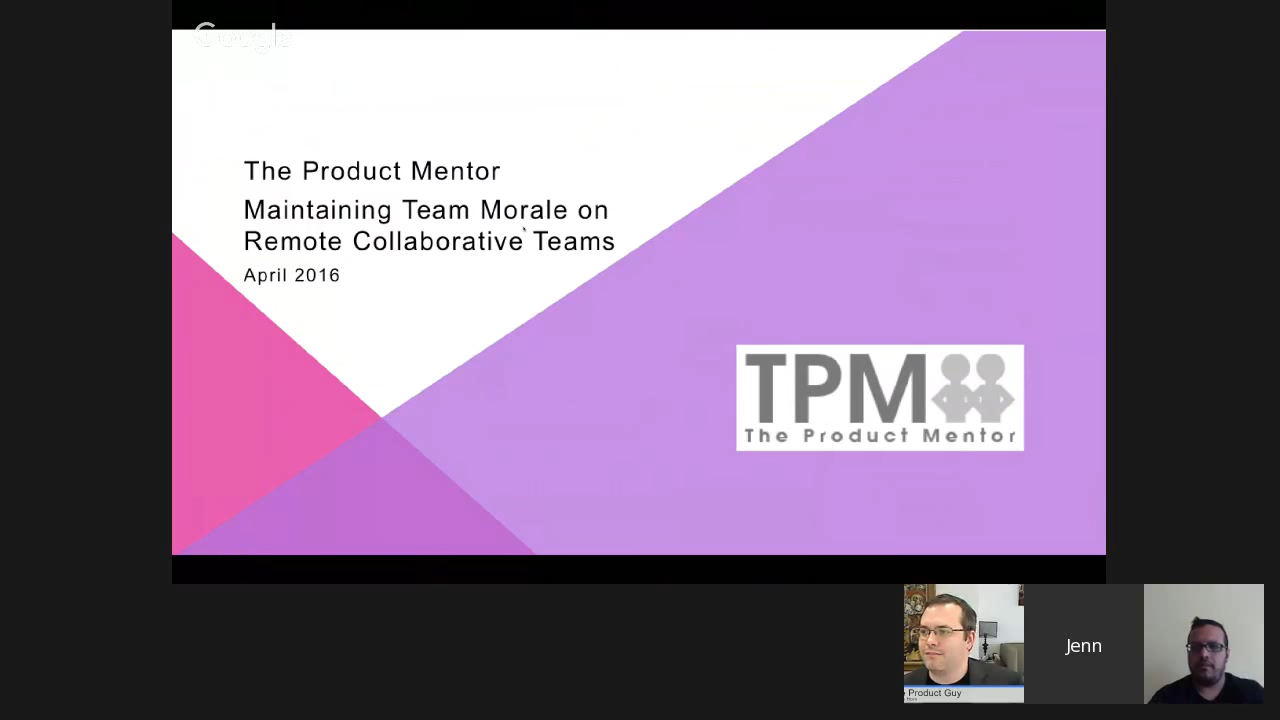 Google
The Product Mentor
Maintaining Team Morale on
Remote Collaborative Teams
April 2016
TPM
The Product Mentor
Product Guy
Jenn